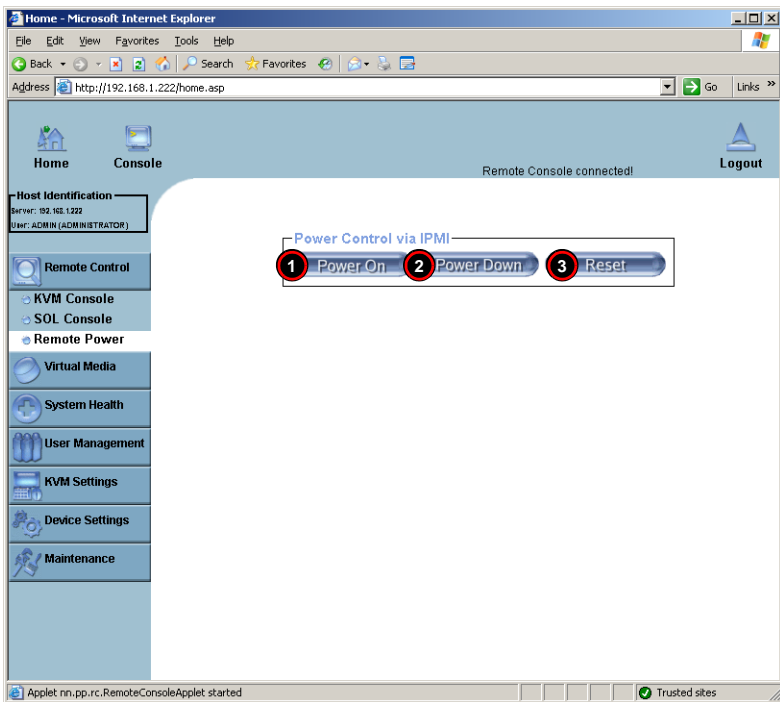 Home - Microsoft Internet Explorer
File Edit View Favorites Tools Help
Back Search Favorites
Address http://192.168.1.222/home.asp Go Links »
Home Console Remote Console connected! Logout
Host Identification
Server: 192.168.1.222
User: ADMIN (ADMINISTRATOR)
Power Control via IPMI
1 Power On 2 Power Down 3 Reset
Remote Control
KVM Console
SOL Console
Remote Power
Virtual Media
System Health
User Management
KVM Settings
Device Settings
Maintenance
Applet nn.pp.rc.RemoteConsoleApplet started Trusted sites